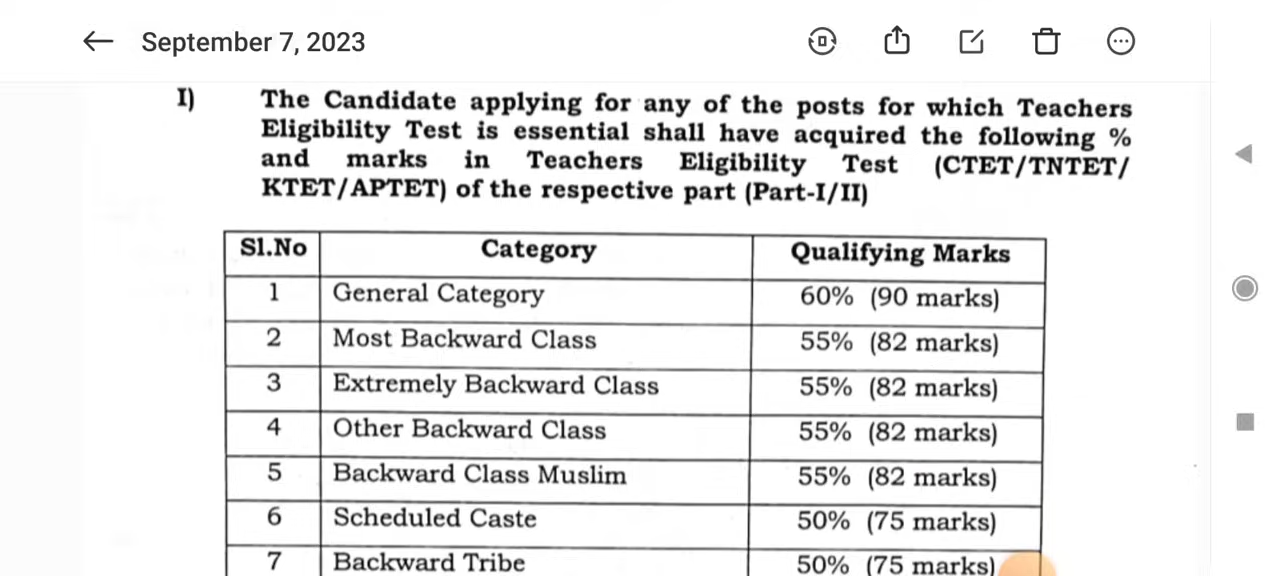 September 7, 2023
I) The Candidate applying for any of the posts for which Teachers
Eligibility Test is essential shall have acquired the following %
and marks in Teachers Eligibility Test (CTET/TNTET/
KTET/APTET) of the respective part (Part-I/II)
Sl.No Category Qualifying Marks
1 General Category 60% (90 marks)
2 Most Backward Class 55% (82 marks)
3 Extremely Backward Class 55% (82 marks)
4 Other Backward Class 55% (82 marks)
5 Backward Class Muslim 55% (82 marks)
6 Scheduled Caste 50% (75 marks)
7 Backward Tribe 50% (75 marks)